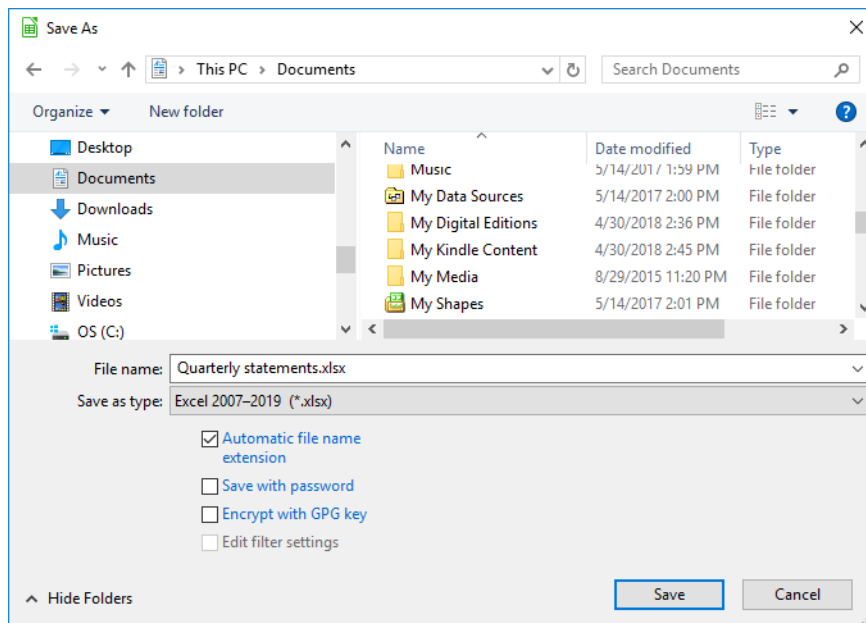 Save As
This PC > Documents
Search Documents
Organize
New folder
Desktop
Documents
Downloads
Music
Pictures
Videos
OS (C:)
Name Date modified Type
Music 5/14/2017 1:59 PM File folder
My Data Sources 5/14/2017 2:00 PM File folder
My Digital Editions 4/30/2018 2:36 PM File folder
My Kindle Content 4/30/2018 2:45 PM File folder
My Media 8/29/2015 11:20 PM File folder
My Shapes 5/14/2017 2:01 PM File folder
File name: Quarterly statements.xlsx
Save as type: Excel 2007–2019 (*.xlsx)
Automatic file name
extension
Save with password
Encrypt with GPG key
Edit filter settings
Hide Folders
Save
Cancel